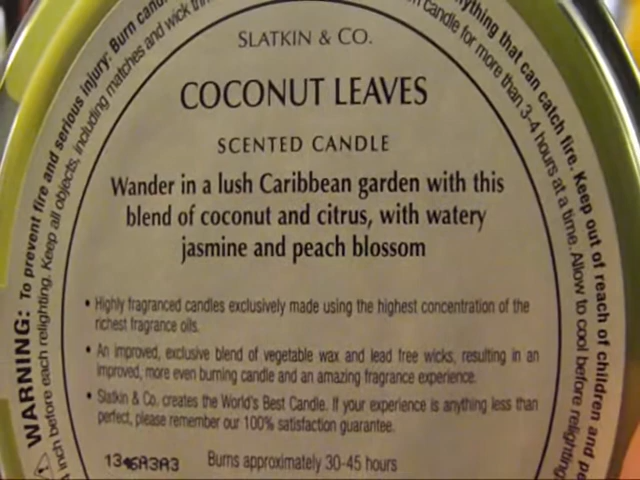 SLATKIN & CO.
COCONUT LEAVES
SCENTED CANDLE
Wander in a lush Caribbean garden with this
blend of coconut and citrus, with watery
jasmine and peach blossom
• Highly fragranced candles exclusively made using the highest concentration of the
richest fragrance oils.
• An improved, exclusive blend of vegetable wax and lead free wicks, resulting in an
improved, more even burning candle and an amazing fragrance experience.
• Slatkin & Co. creates the World's Best Candle. If your experience is anything less than
perfect, please remember our 100% satisfaction guarantee.
Burns approximately 30-45 hours
WARNING: To prevent fire and serious injury: Burn
that can catch fire. Keep out of reach of children and
inch before each relighting. Keep all objects, including matches and wick
candle for more than 3-4 hours at a time. Allow to cool before relighting.